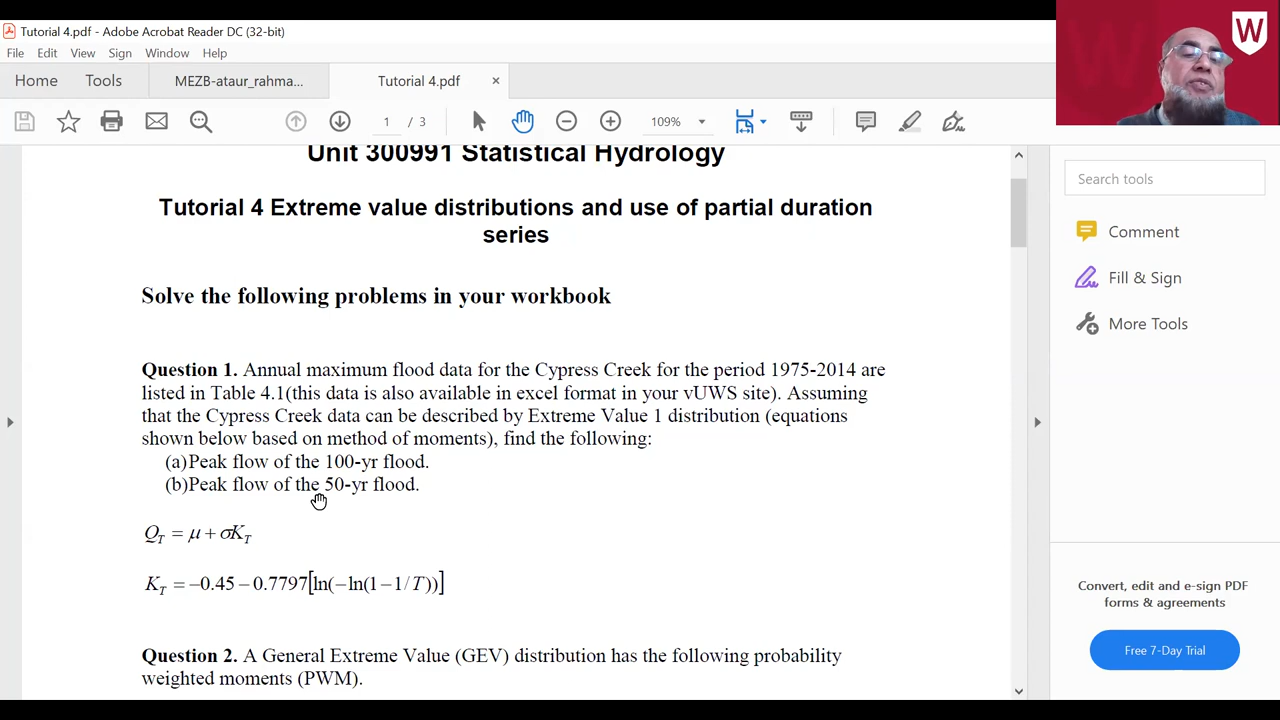 Tutorial 4.pdf - Adobe Acrobat Reader DC (32-bit)
File Edit View Sign Window Help
Home Tools MEZB-ataur_rahma... Tutorial 4.pdf ×
1 / 3 109%
W
Unit 300991 Statistical Hydrology
Tutorial 4 Extreme value distributions and use of partial duration
series
Solve the following problems in your workbook
Question 1. Annual maximum flood data for the Cypress Creek for the period 1975-2014 are
listed in Table 4.1(this data is also available in excel format in your vUWS site). Assuming
that the Cypress Creek data can be described by Extreme Value 1 distribution (equations
shown below based on method of moments), find the following:
(a)Peak flow of the 100-yr flood.
(b)Peak flow of the 50-yr flood.
Q_T = μ + σK_T
K_T = −0.45 − 0.7797[ln(−ln(1−1/T))]
Question 2. A General Extreme Value (GEV) distribution has the following probability
weighted moments (PWM).
Search tools
Comment
Fill & Sign
More Tools
Convert, edit and e-sign PDF
forms & agreements
Free 7-Day Trial